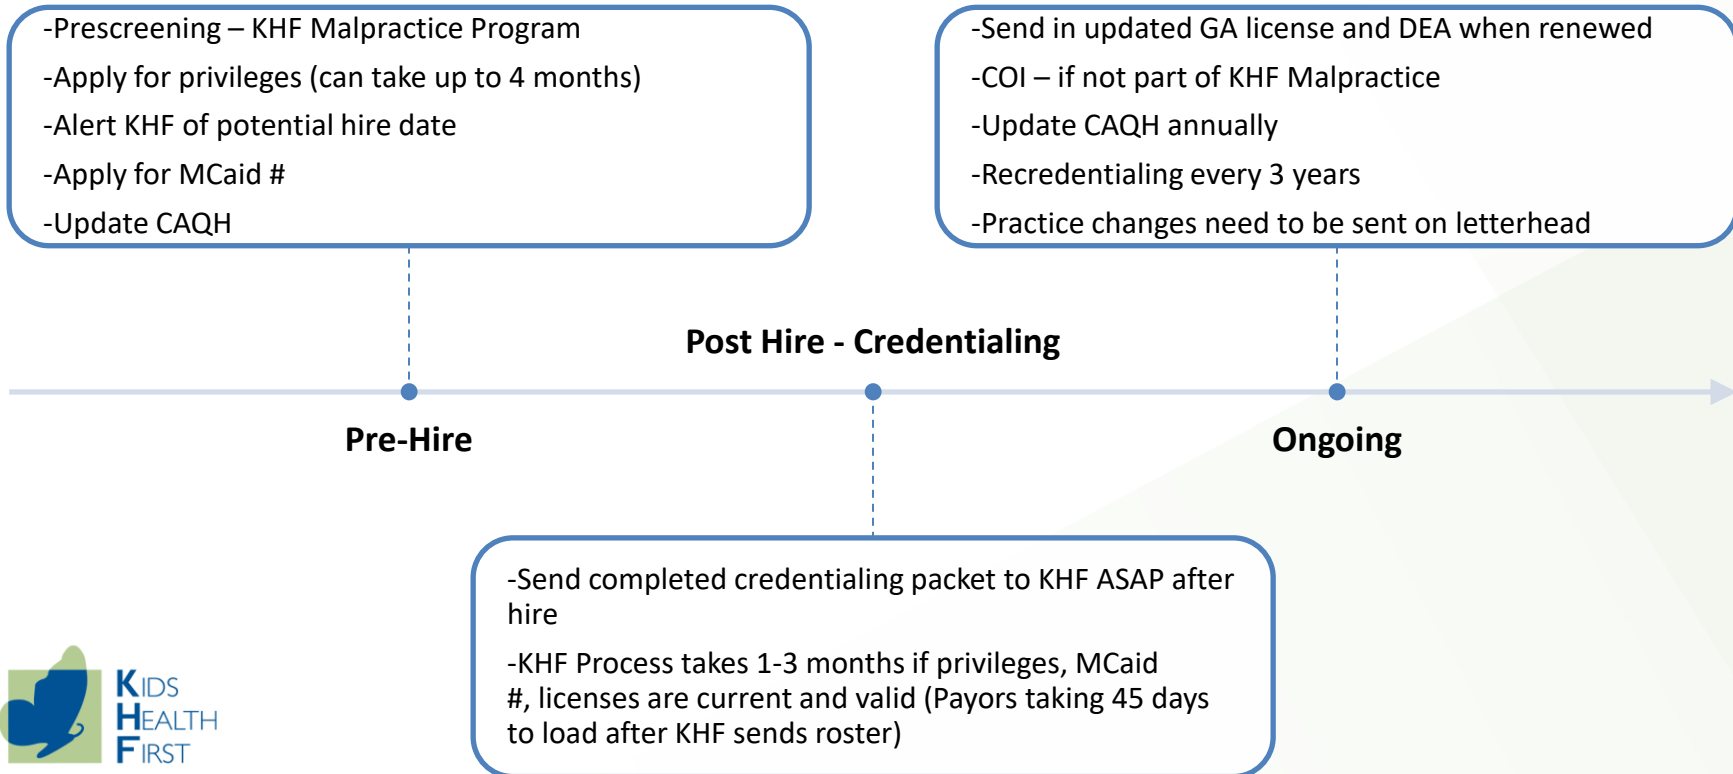 -Prescreening – KHF Malpractice Program
-Apply for privileges (can take up to 4 months)
-Alert KHF of potential hire date
-Apply for MCaid #
-Update CAQH
-Send in updated GA license and DEA when renewed
-COI – if not part of KHF Malpractice
-Update CAQH annually
-Recredentialing every 3 years
-Practice changes need to be sent on letterhead
Post Hire - Credentialing
Pre-Hire
Ongoing
-Send completed credentialing packet to KHF ASAP after
hire
-KHF Process takes 1-3 months if privileges, MCaid
#, licenses are current and valid (Payors taking 45 days
to load after KHF sends roster)
KIDS
HEALTH
FIRST